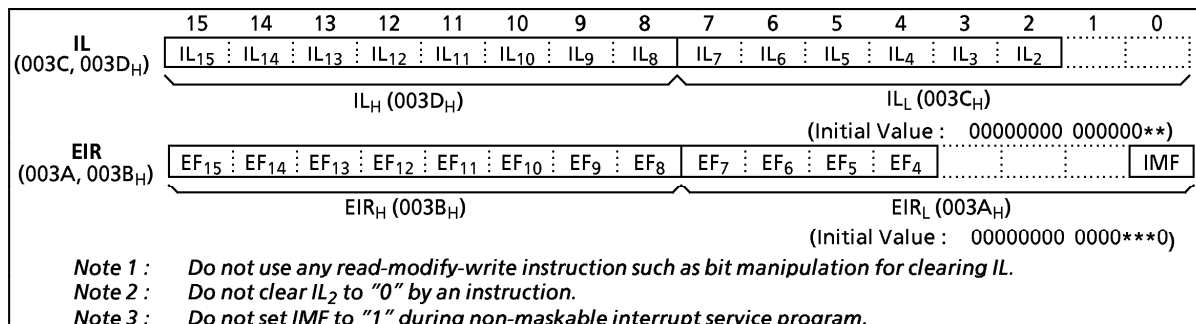 15 14 13 12 11 10 9 8 7 6 5 4 3 2 1 0
IL
(003C, 003DH)
IL15 IL14 IL13 IL12 IL11 IL10 IL9 IL8 IL7 IL6 IL5 IL4 IL3 IL2
ILH (003DH) ILL (003CH)
(Initial Value : 00000000 000000**)
EIR
(003A, 003BH)
EF15 EF14 EF13 EF12 EF11 EF10 EF9 EF8 EF7 EF6 EF5 EF4 IMF
EIRH (003BH) EIRL (003AH)
(Initial Value : 00000000 0000***0)
Note 1 : Do not use any read-modify-write instruction such as bit manipulation for clearing IL.
Note 2 : Do not clear IL2 to "0" by an instruction.
Note 3 : Do not set IMF to "1" during non-maskable interrupt service program.